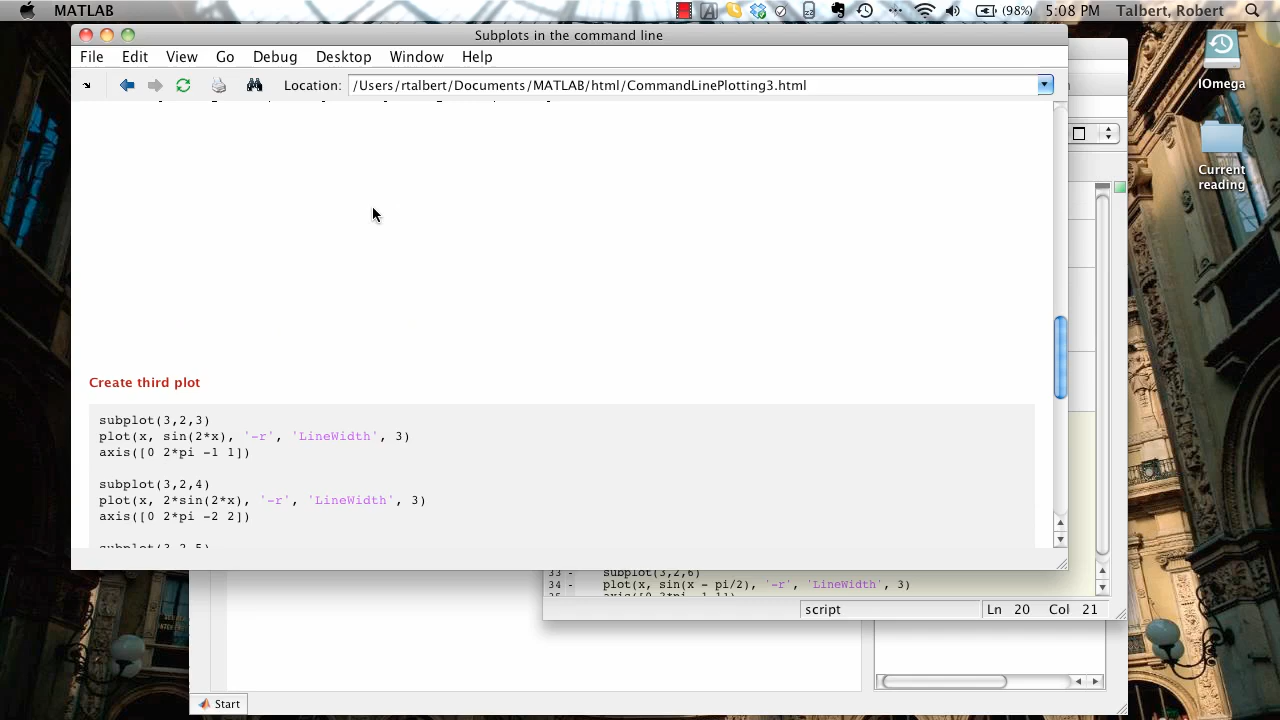 MATLAB
(98%) 5:08 PM Talbert, Robert
Subplots in the command line
File Edit View Go Debug Desktop Window Help
Location: /Users/rtalbert/Documents/MATLAB/html/CommandLinePlotting3.html
IOmega
Current reading
Create third plot
subplot(3,2,3)
plot(x, sin(2*x), '-r', 'LineWidth', 3)
axis([0 2*pi -1 1])
subplot(3,2,4)
plot(x, 2*sin(2*x), '-r', 'LineWidth', 3)
axis([0 2*pi -2 2])
33 - subplot(3,2,6)
34 - plot(x, sin(x - pi/2), '-r', 'LineWidth', 3)
script Ln 20 Col 21
Start